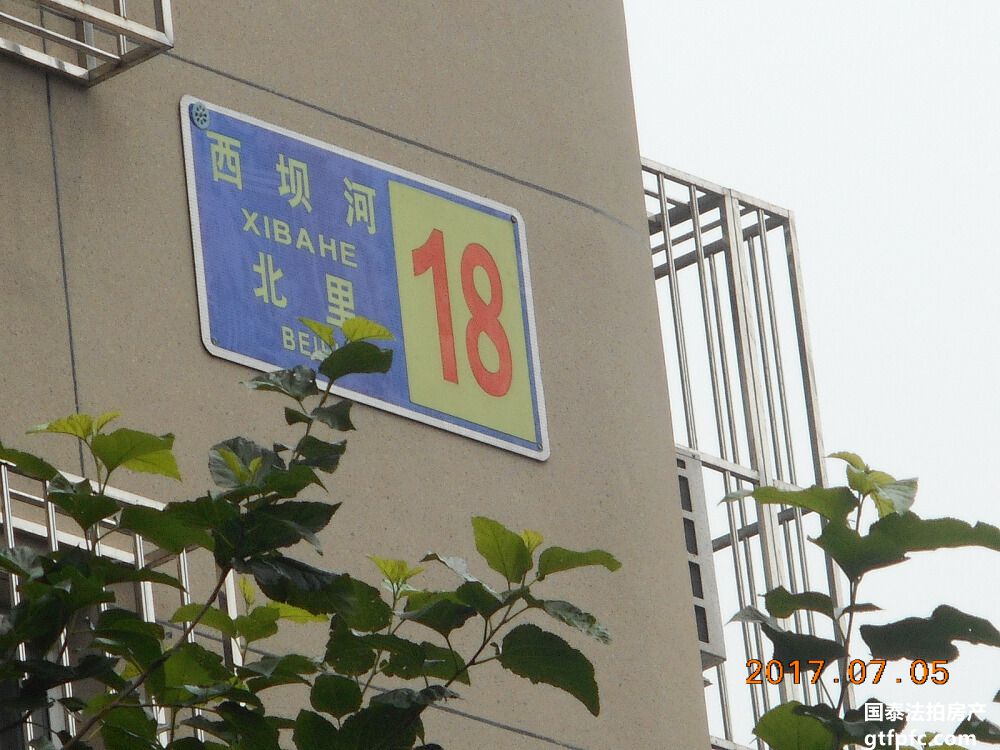 西坝河
XIBAHE
北里
18
2017.07.05
国泰法拍房产
gtfpfc.com